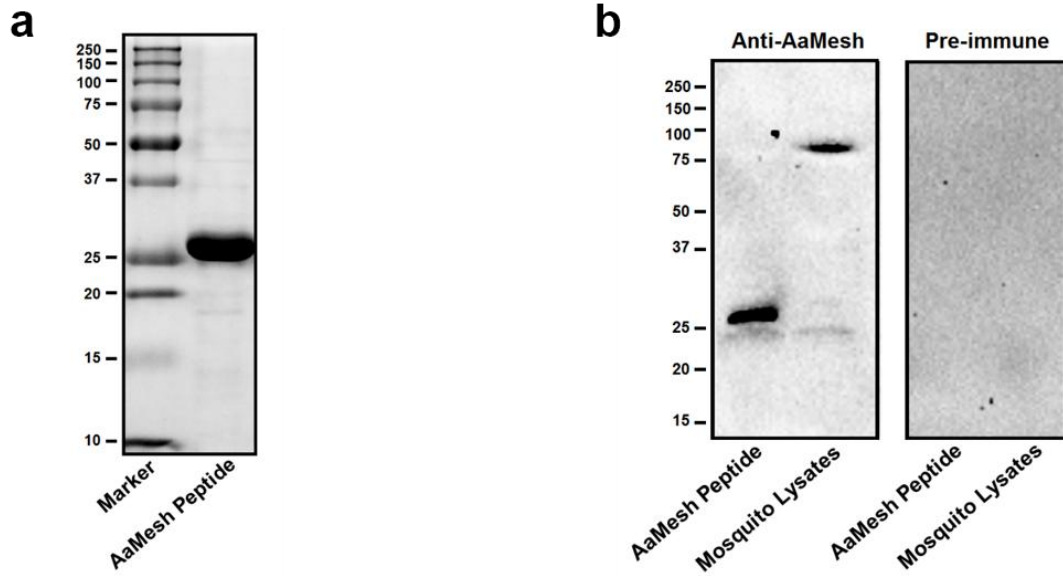 a
250
150
100
75
50
37
25
20
15
10
Marker
AaMesh Peptide
b
Anti-AaMesh
Pre-immune
250
150
100
75
50
37
25
20
15
AaMesh Peptide
Mosquito Lysates
AaMesh Peptide
Mosquito Lysates